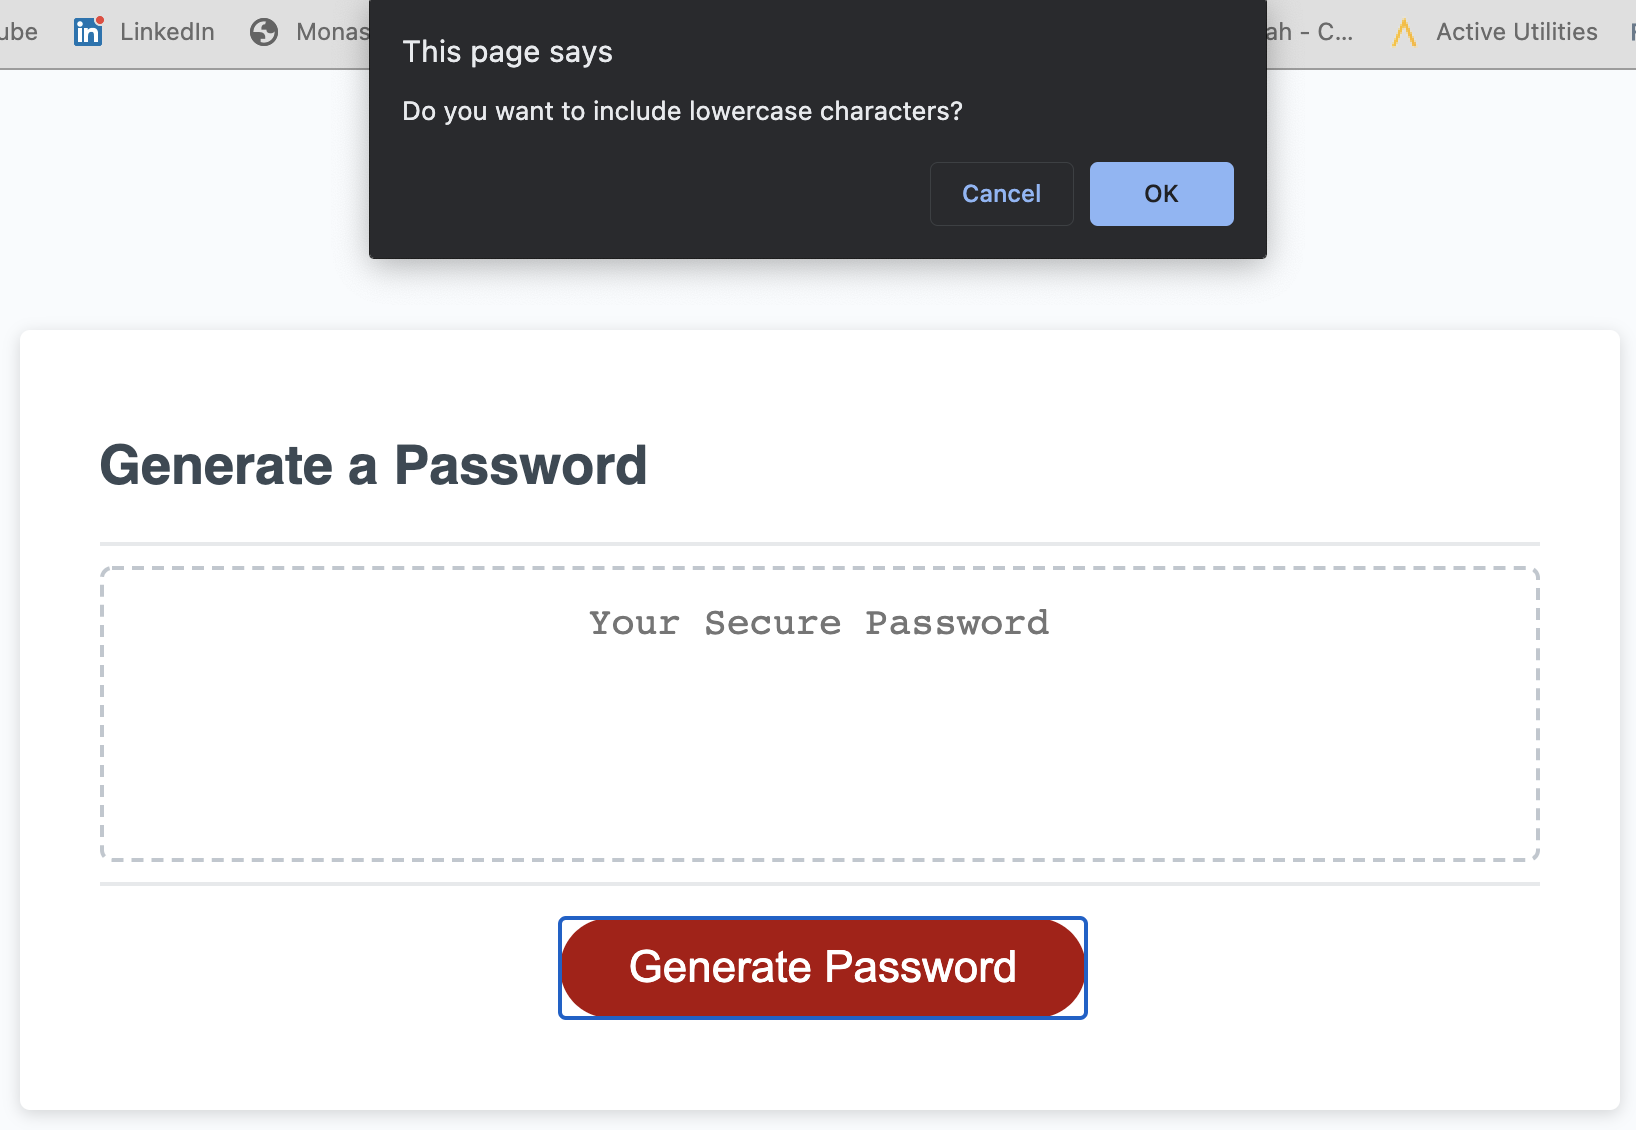 ube
in LinkedIn
Monas
ah - C...
Active Utilities
This page says
Do you want to include lowercase characters?
Cancel
OK
Generate a Password
Your Secure Password
Generate Password